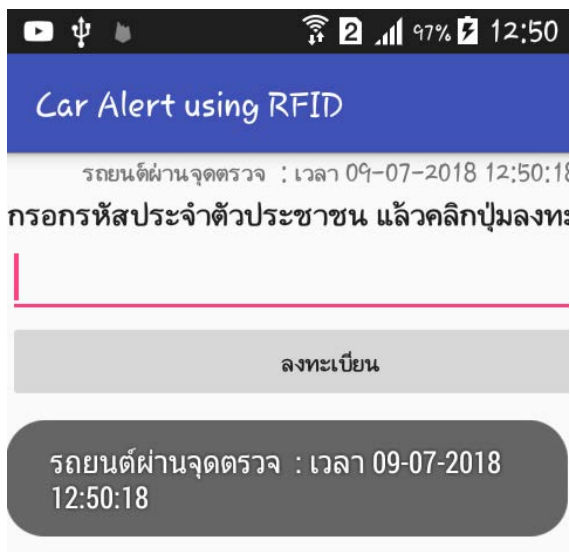 2 97% 12:50
Car Alert using RFID
รถยนต์ผ่านจุดตรวจ : เวลา 09-07-2018 12:50:18
กรอกรหัสประจำตัวประชาชน แล้วคลิกปุ่มลงทะ
ลงทะเบียน
รถยนต์ผ่านจุดตรวจ : เวลา 09-07-2018
12:50:18